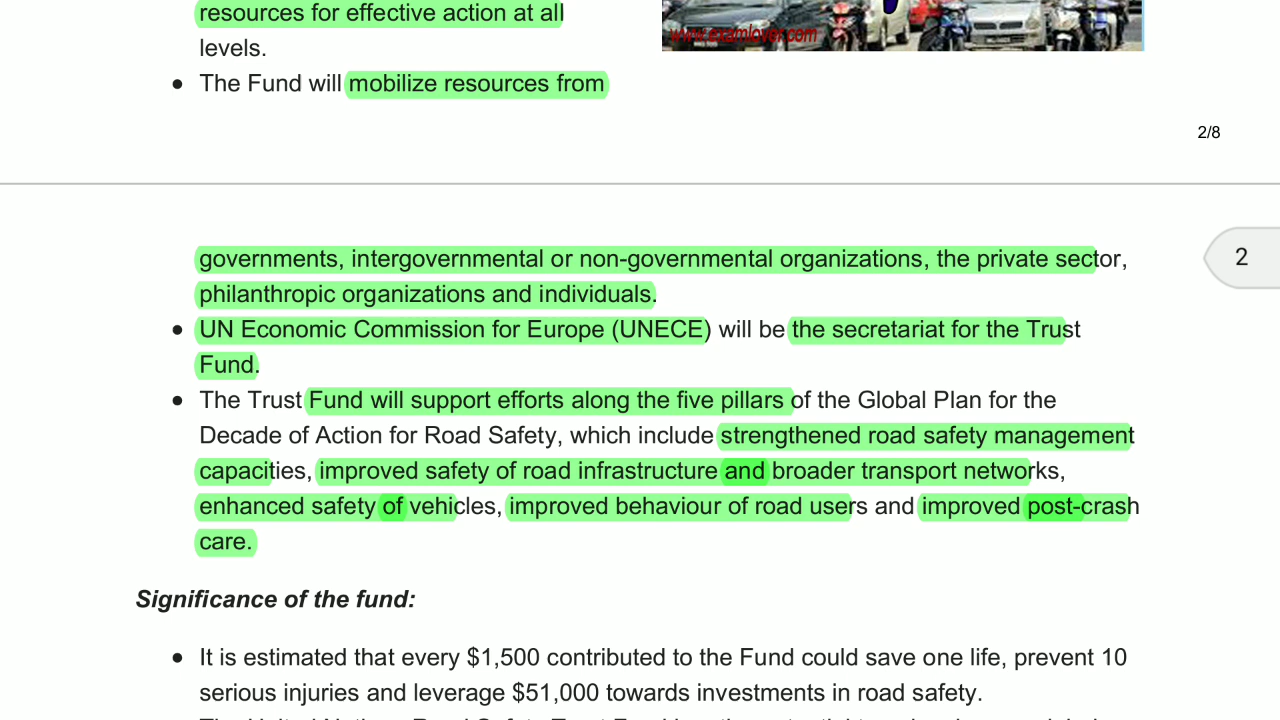 resources for effective action at all
levels.
www.examlover.com
● The Fund will mobilize resources from
2/8
governments, intergovernmental or non-governmental organizations, the private sector,
2
philanthropic organizations and individuals.
● UN Economic Commission for Europe (UNECE) will be the secretariat for the Trust
Fund.
● The Trust Fund will support efforts along the five pillars of the Global Plan for the
Decade of Action for Road Safety, which include strengthened road safety management
capacities, improved safety of road infrastructure and broader transport networks,
enhanced safety of vehicles, improved behaviour of road users and improved post-crash
care.
Significance of the fund:
● It is estimated that every $1,500 contributed to the Fund could save one life, prevent 10
serious injuries and leverage $51,000 towards investments in road safety.